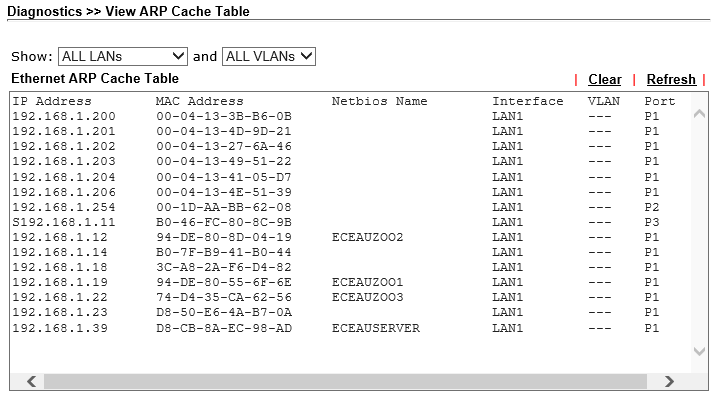 Diagnostics >> View ARP Cache Table
Show: ALL LANs and ALL VLANs
Ethernet ARP Cache Table | Clear | Refresh |
IP Address MAC Address Netbios Name Interface VLAN Port
192.168.1.200 00-04-13-3B-B6-0B LAN1 --- P1
192.168.1.201 00-04-13-4D-9D-21 LAN1 --- P1
192.168.1.202 00-04-13-27-6A-46 LAN1 --- P1
192.168.1.203 00-04-13-49-51-22 LAN1 --- P1
192.168.1.204 00-04-13-41-05-D7 LAN1 --- P1
192.168.1.206 00-04-13-4E-51-39 LAN1 --- P1
192.168.1.254 00-1D-AA-BB-62-08 LAN1 --- P2
S192.168.1.11 B0-46-FC-80-8C-9B LAN1 --- P3
192.168.1.12 94-DE-80-8D-04-19 ECEAUZOO2 LAN1 --- P1
192.168.1.14 B0-7F-B9-41-B0-44 LAN1 --- P1
192.168.1.18 3C-A8-2A-F6-D4-82 LAN1 --- P1
192.168.1.19 94-DE-80-55-6F-6E ECEAUZOO1 LAN1 --- P1
192.168.1.22 74-D4-35-CA-62-56 ECEAUZOO3 LAN1 --- P1
192.168.1.23 D8-50-E6-4A-B7-0A LAN1 --- P1
192.168.1.39 D8-CB-8A-EC-98-AD ECEAUSERVER LAN1 --- P1